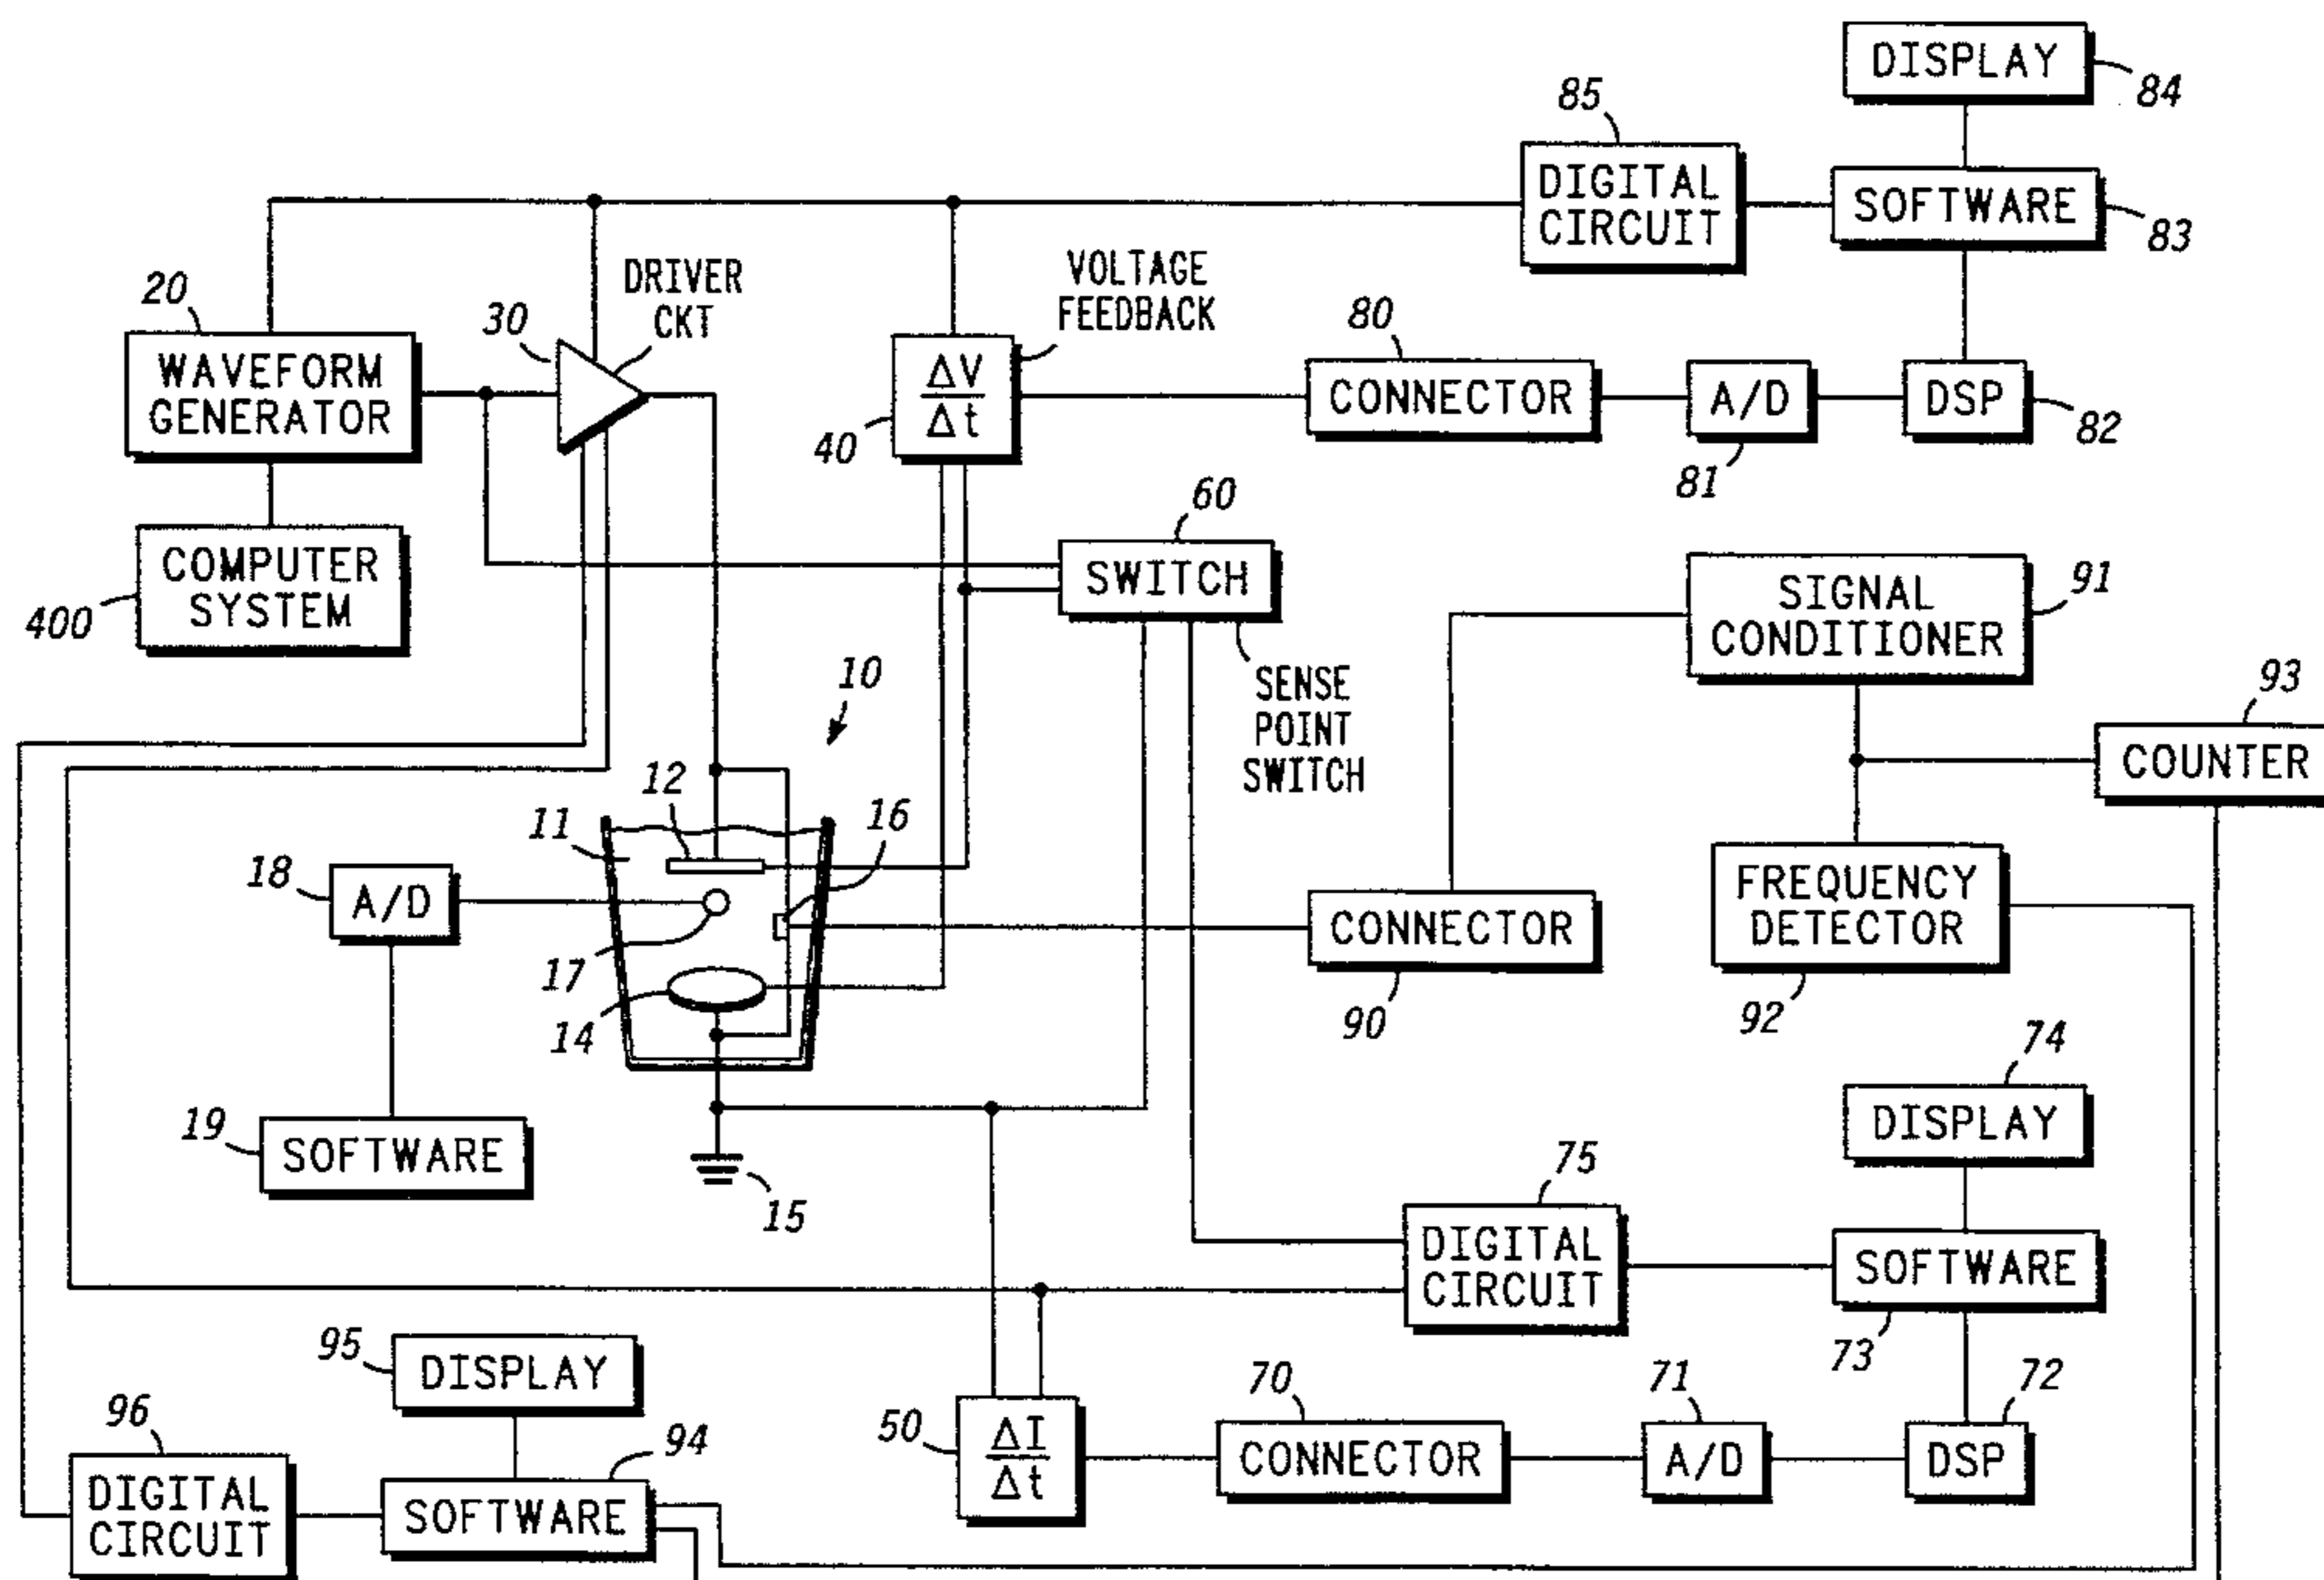 DISPLAY
84
85
DIGITAL
CIRCUIT
SOFTWARE
83
20
WAVEFORM
GENERATOR
30
DRIVER
CKT
VOLTAGE
FEEDBACK
ΔV
Δt
40
80
CONNECTOR
A/D
81
DSP
82
COMPUTER
SYSTEM
400
60
SWITCH
SENSE
POINT
SWITCH
SIGNAL
CONDITIONER
91
93
COUNTER
10
11
12
16
18
A/D
17
14
CONNECTOR
90
FREQUENCY
DETECTOR
92
19
SOFTWARE
15
74
DISPLAY
75
DIGITAL
CIRCUIT
SOFTWARE
73
95
DISPLAY
96
DIGITAL
CIRCUIT
94
SOFTWARE
50
ΔI
Δt
70
CONNECTOR
71
A/D
72
DSP